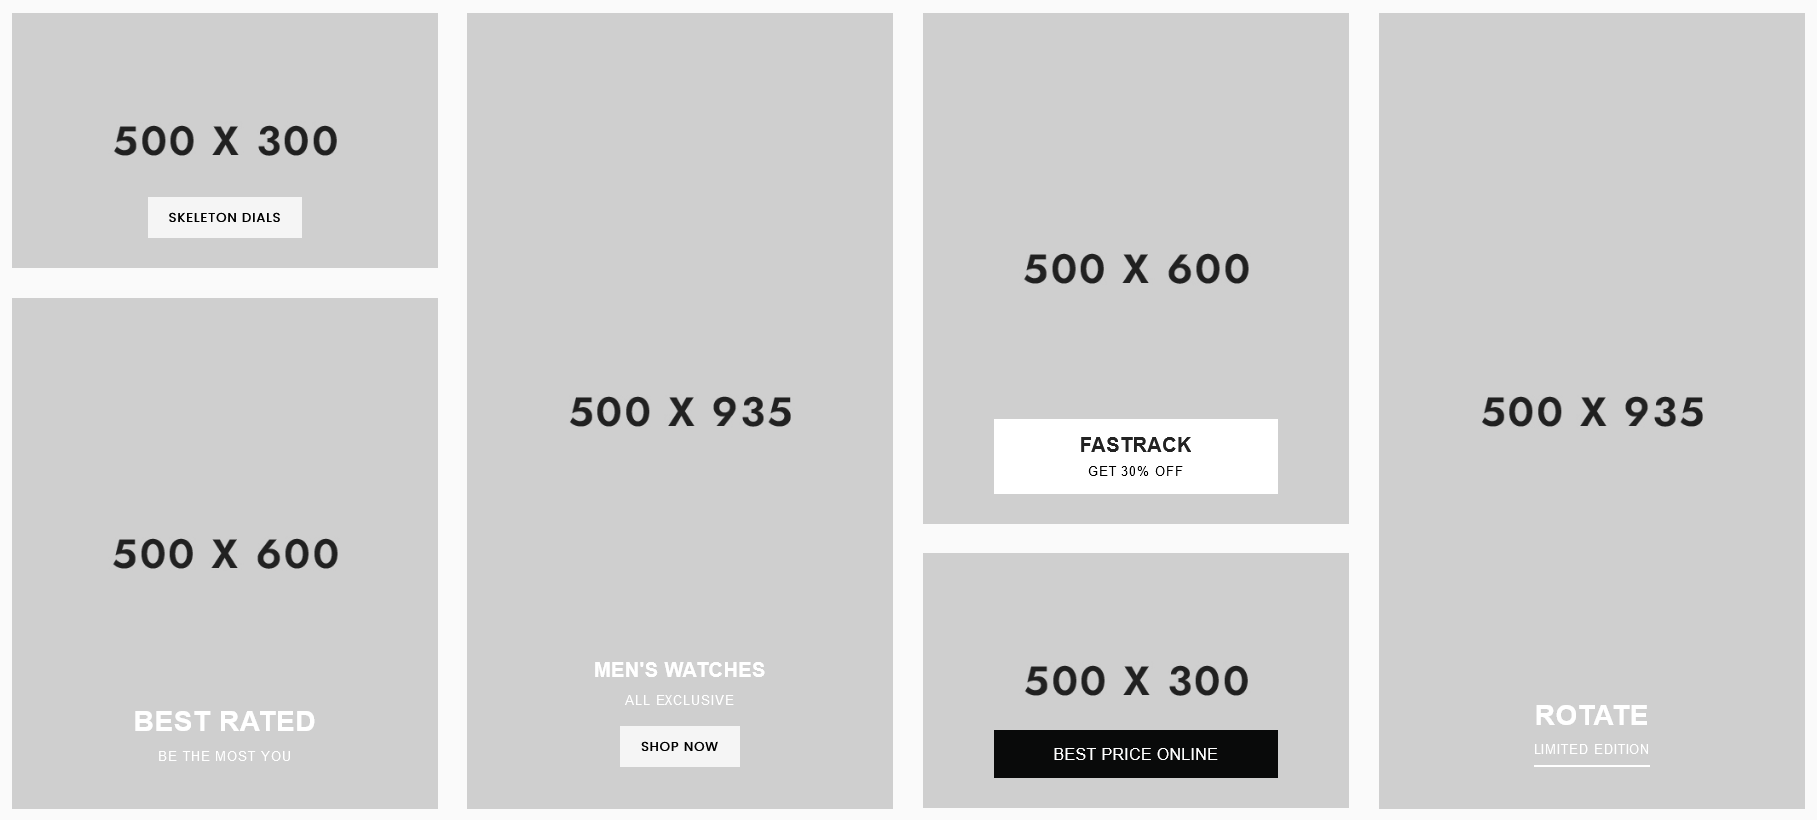 500 X 300
SKELETON DIALS
500 X 600
BEST RATED
BE THE MOST YOU
500 X 935
MEN'S WATCHES
ALL EXCLUSIVE
SHOP NOW
500 X 600
FASTRACK
GET 30% OFF
500 X 300
BEST PRICE ONLINE
500 X 935
ROTATE
LIMITED EDITION